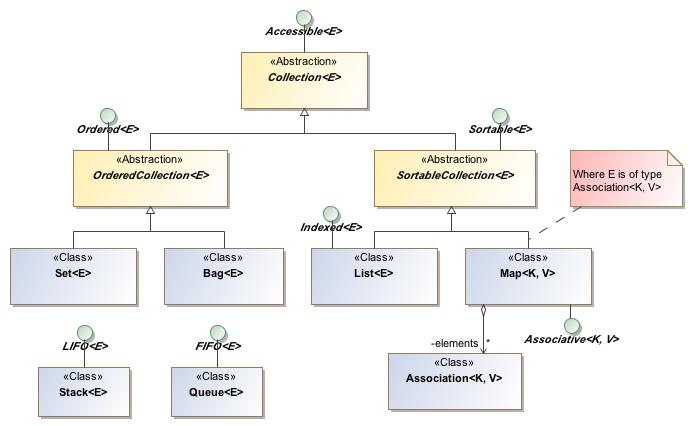 Accessible<E>
«Abstraction»
Collection<E>
Ordered<E>
Sortable<E>
«Abstraction»
OrderedCollection<E>
«Abstraction»
SortableCollection<E>
Where E is of type
Association<K, V>
Indexed<E>
«Class»
Set<E>
«Class»
Bag<E>
«Class»
List<E>
«Class»
Map<K, V>
LIFO<E>
FIFO<E>
Associative<K, V>
-elements *
«Class»
Stack<E>
«Class»
Queue<E>
«Class»
Association<K, V>